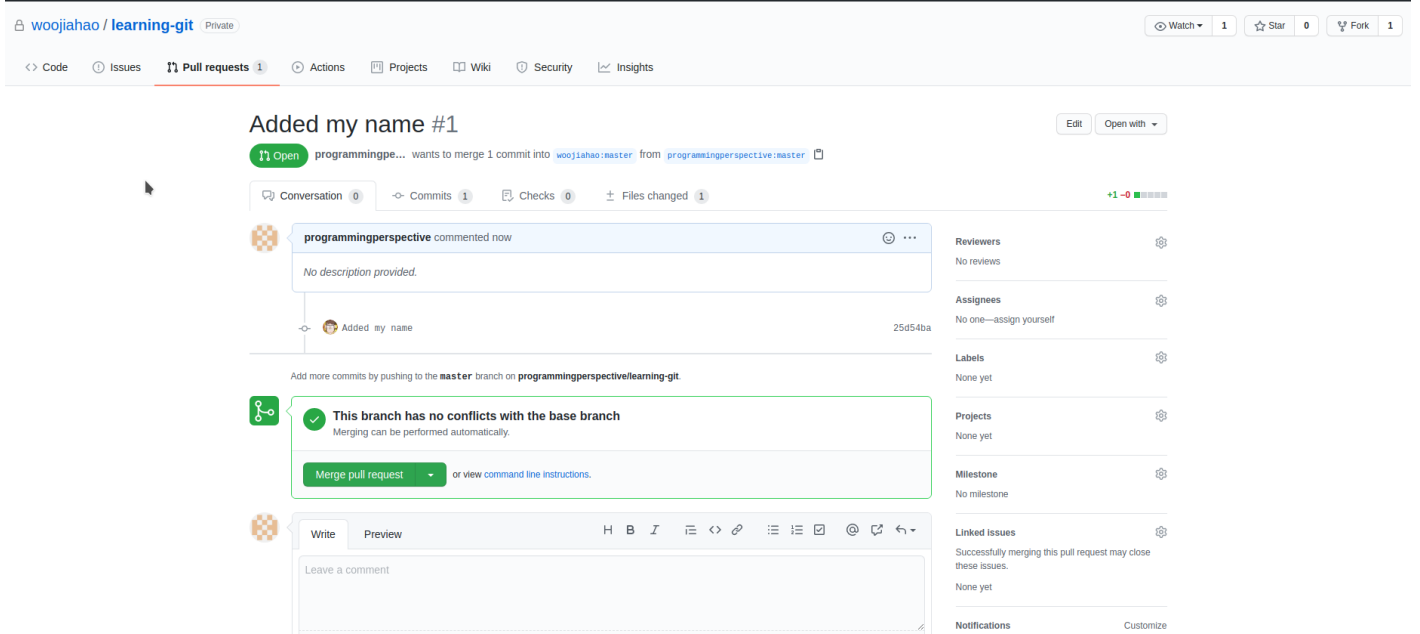 woojiahao / learning-git Private
Watch 1 Star 0 Fork 1
Code Issues Pull requests 1 Actions Projects Wiki Security Insights
Added my name #1
Edit Open with
Open programmingpe... wants to merge 1 commit into woojiahao:master from programmingperspective:master
Conversation 0 Commits 1 Checks 0 Files changed 1
+1 −0
programmingperspective commented now
No description provided.
Added my name 25d54ba
Add more commits by pushing to the master branch on programmingperspective/learning-git.
This branch has no conflicts with the base branch
Merging can be performed automatically.
Merge pull request or view command line instructions.
Write Preview
Leave a comment
Reviewers
No reviews
Assignees
No one—assign yourself
Labels
None yet
Projects
None yet
Milestone
No milestone
Linked issues
Successfully merging this pull request may close
these issues.
None yet
Notifications Customize